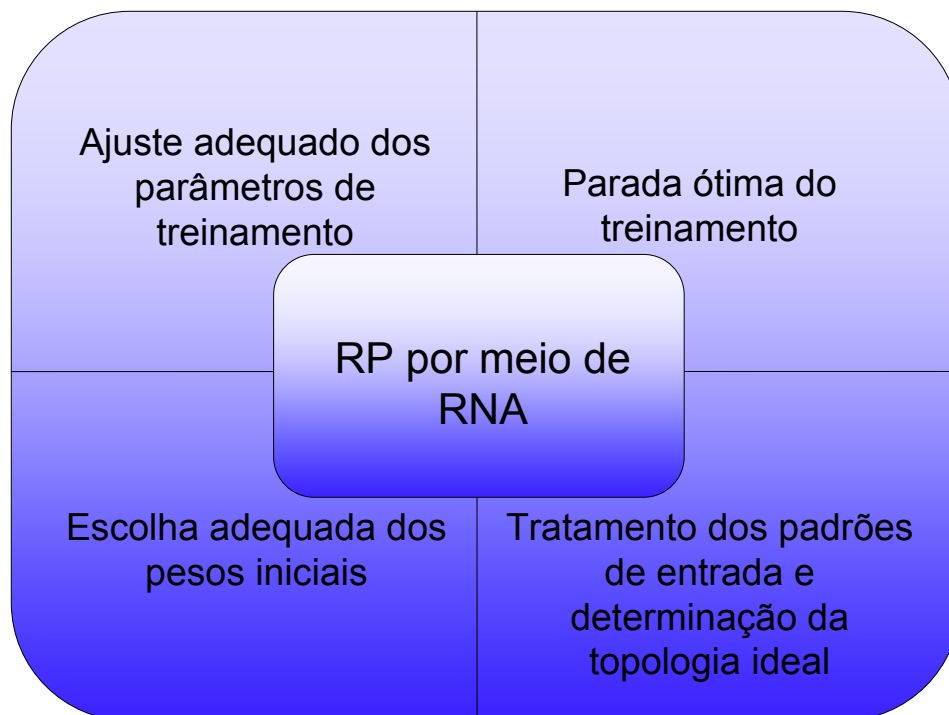 Ajuste adequado dos
parâmetros de
treinamento
Parada ótima do
treinamento
RP por meio de
RNA
Escolha adequada dos
pesos iniciais
Tratamento dos padrões
de entrada e
determinação da
topologia ideal